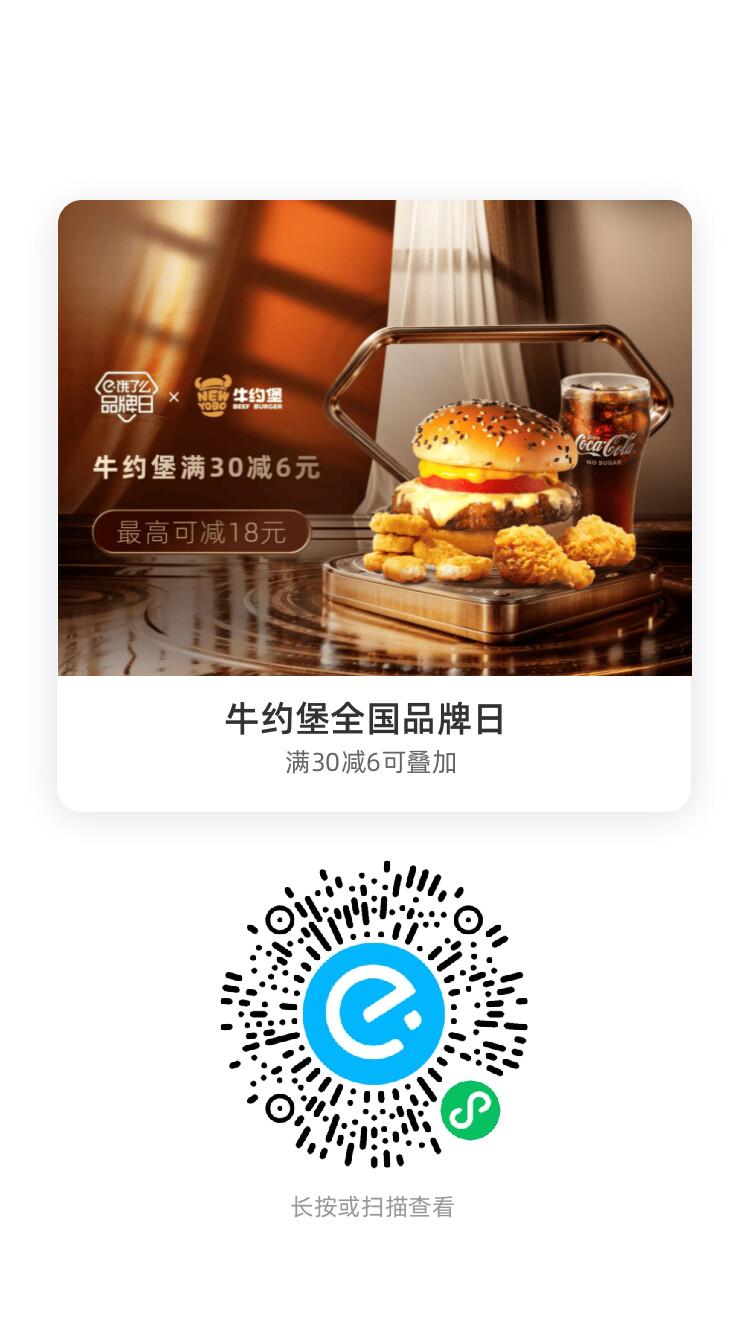 饿了么
品牌日
×
NEW
YOBO
牛约堡
BEEF BURGER
牛约堡满30减6元
最高可减18元
Coca-Cola
NO SUGAR
牛约堡全国品牌日
满30减6可叠加
长按或扫描查看